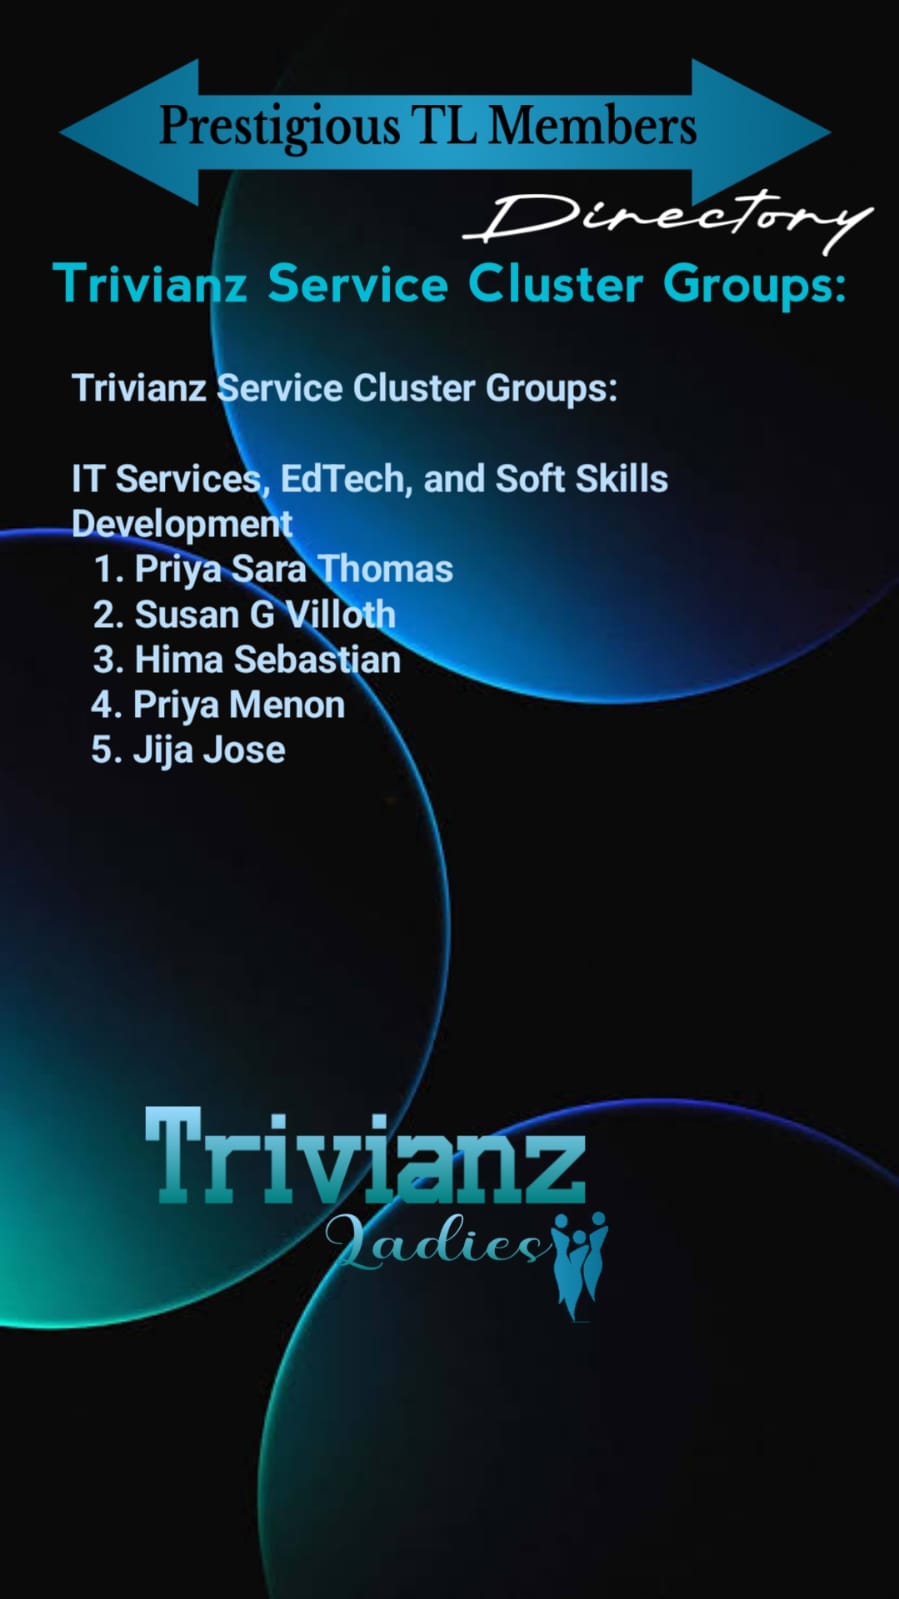 Prestigious TL Members
Directory
Trivianz Service Cluster Groups:
Trivianz Service Cluster Groups:
IT Services, EdTech, and Soft Skills
Development
1. Priya Sara Thomas
2. Susan G Villoth
3. Hima Sebastian
4. Priya Menon
5. Jija Jose
Trivianz
Ladies